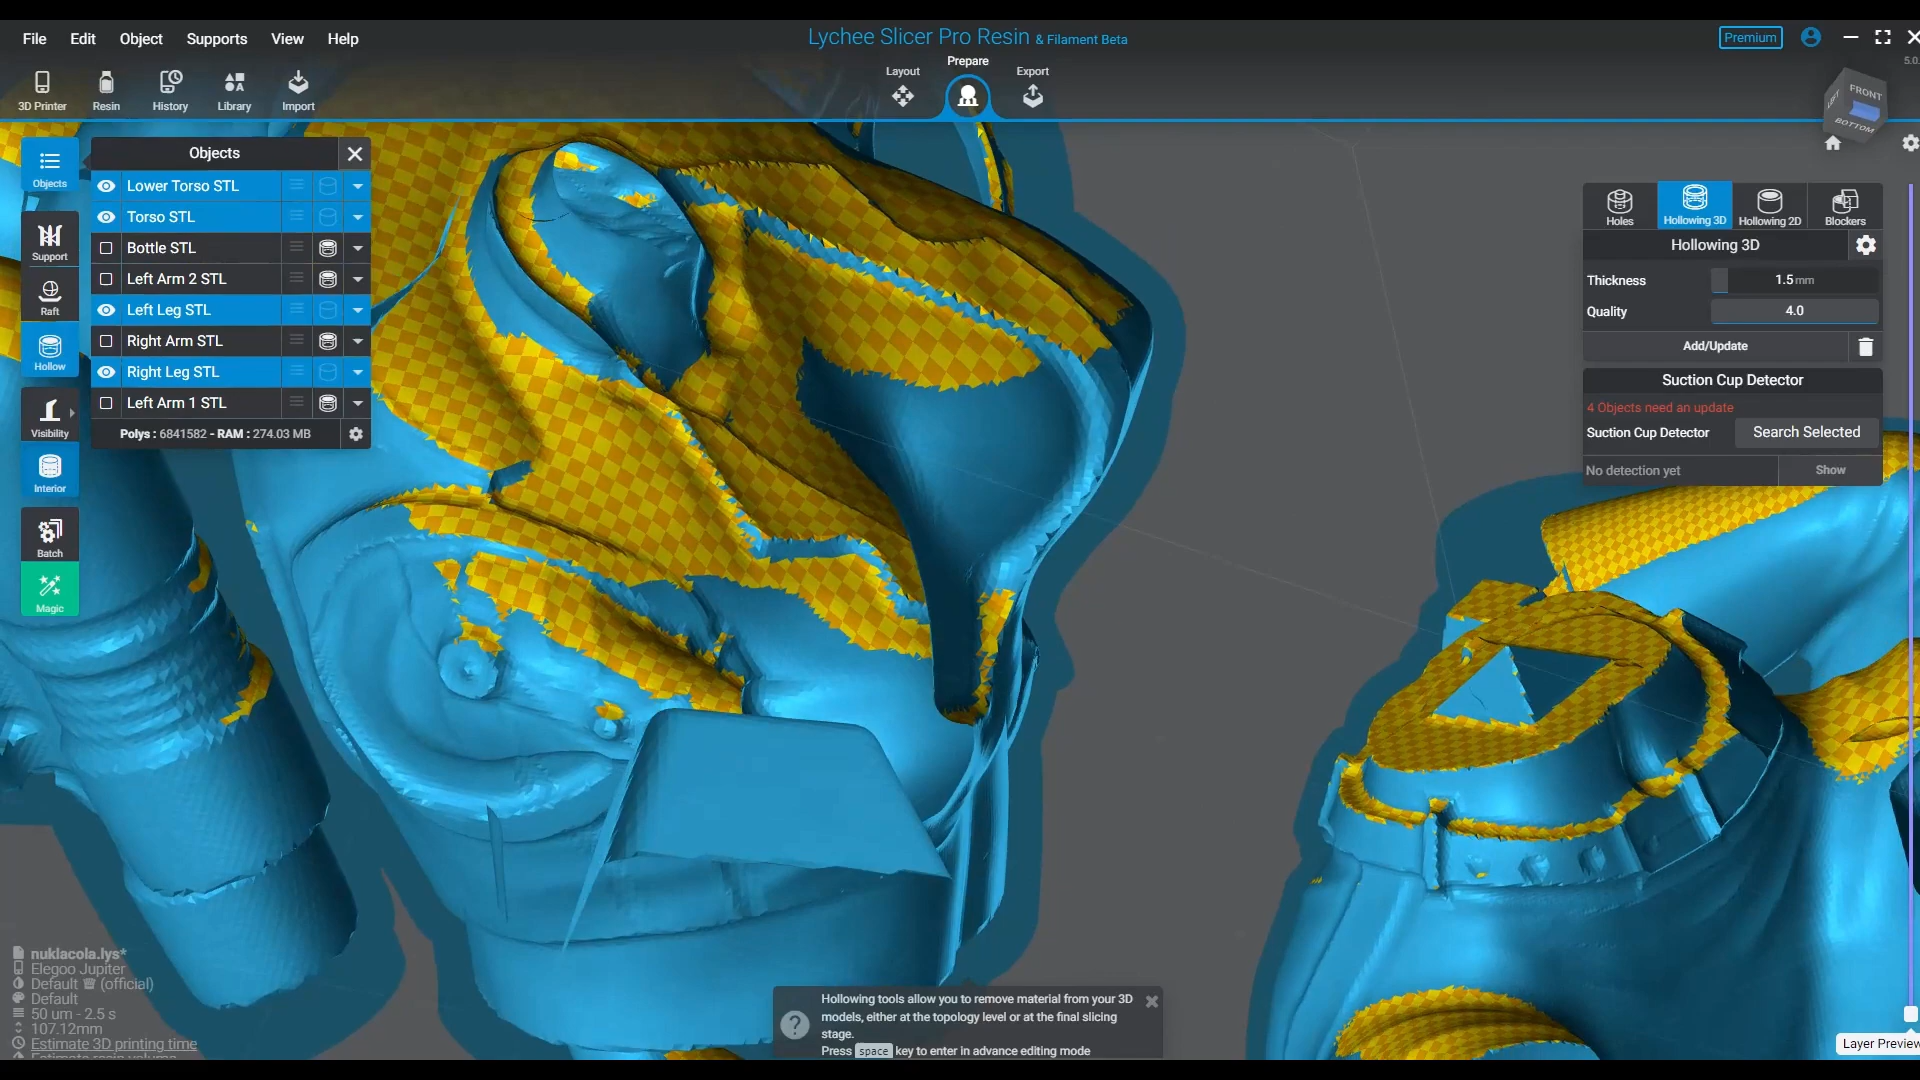 File Edit Object Supports View Help
Lychee Slicer Pro Resin & Filament Beta
Premium
5.0.
3D Printer Resin History Library Import
Layout Prepare Export
LEFT FRONT BOTTOM
Objects
Objects
Lower Torso STL
Torso STL
Bottle STL
Left Arm 2 STL
Left Leg STL
Right Arm STL
Right Leg STL
Left Arm 1 STL
Polys : 6841582 - RAM : 274.03 MB
Support
Raft
Hollow
Visibility
Interior
Batch
Magic
Holes Hollowing 3D Hollowing 2D Blockers
Hollowing 3D
Thickness 1.5 mm
Quality 4.0
Add/Update
Suction Cup Detector
4 Objects need an update
Suction Cup Detector Search Selected
No detection yet Show
nuklacola.lys*
Elegoo Jupiter
Default (official)
Default
50 um - 2.5 s
107.12mm
Estimate 3D printing time
Estimate resin volume
Hollowing tools allow you to remove material from your 3D
models, either at the topology level or at the final slicing
stage.
Press space key to enter in advance editing mode
Layer Preview